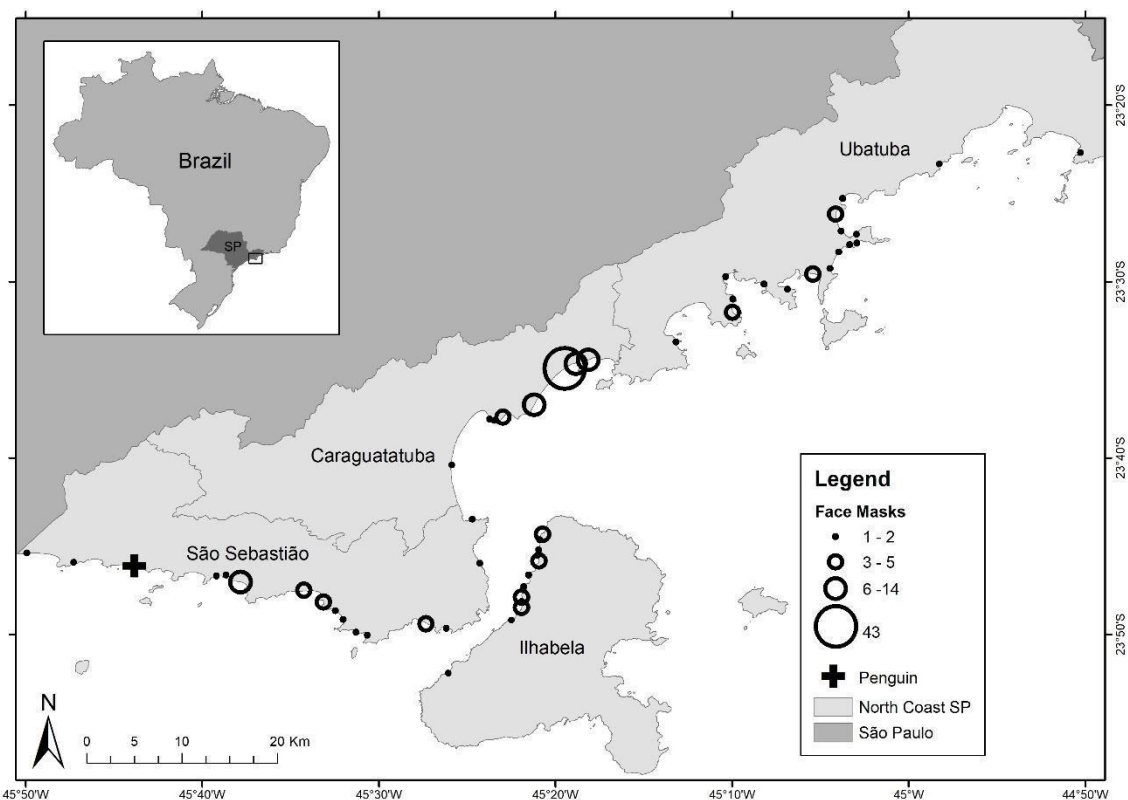 Brazil
SP
Ubatuba
Caraguatatuba
São Sebastião
Ilhabela
23°20'S
23°30'S
23°40'S
23°50'S
Legend
Face Masks
1 - 2
3 - 5
6 -14
43
Penguin
North Coast SP
São Paulo
N
0 5 10 20 Km
45°50'W 45°40'W 45°30'W 45°20'W 45°10'W 45°W 44°50'W